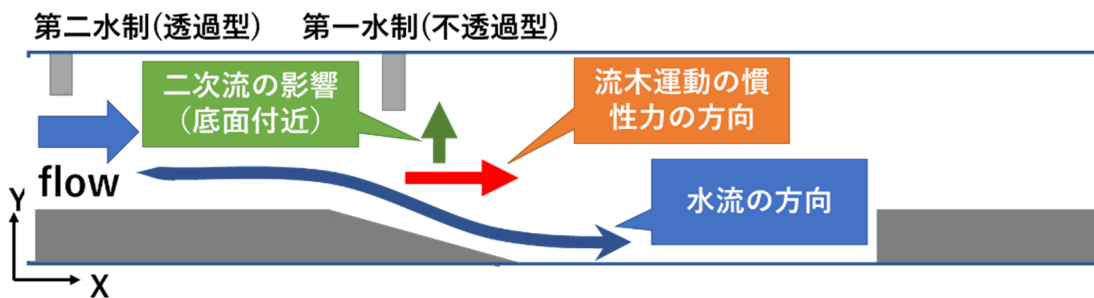 第二水制(透過型)
第一水制(不透過型)
二次流の影響
（底面付近）
流木運動の慣
性力の方向
flow
水流の方向
Y
X